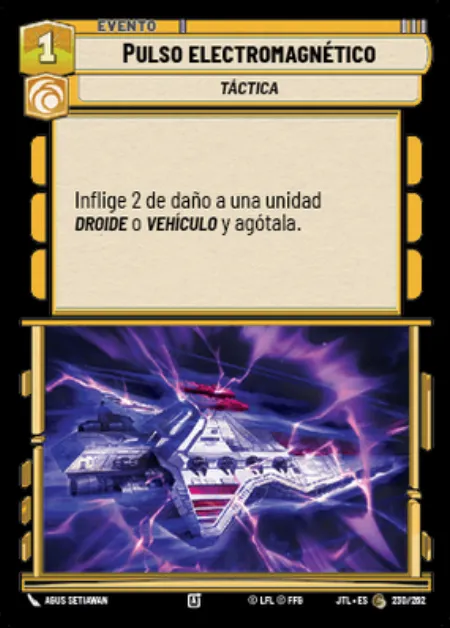 EVENTO
1
PULSO ELECTROMAGNÉTICO
TÁCTICA
Inflige 2 de daño a una unidad
DROIDE o VEHÍCULO y agótala.
AGUS SETIAWAN
A
© LFL © FFG
JTL • ES
230/262